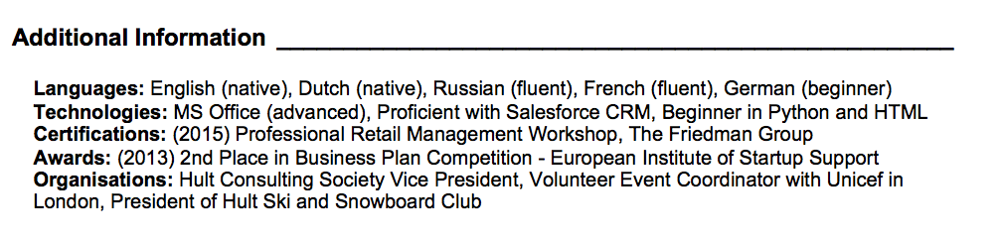 Additional Information
Languages: English (native), Dutch (native), Russian (fluent), French (fluent), German (beginner)
Technologies: MS Office (advanced), Proficient with Salesforce CRM, Beginner in Python and HTML
Certifications: (2015) Professional Retail Management Workshop, The Friedman Group
Awards: (2013) 2nd Place in Business Plan Competition - European Institute of Startup Support
Organisations: Hult Consulting Society Vice President, Volunteer Event Coordinator with Unicef in
London, President of Hult Ski and Snowboard Club